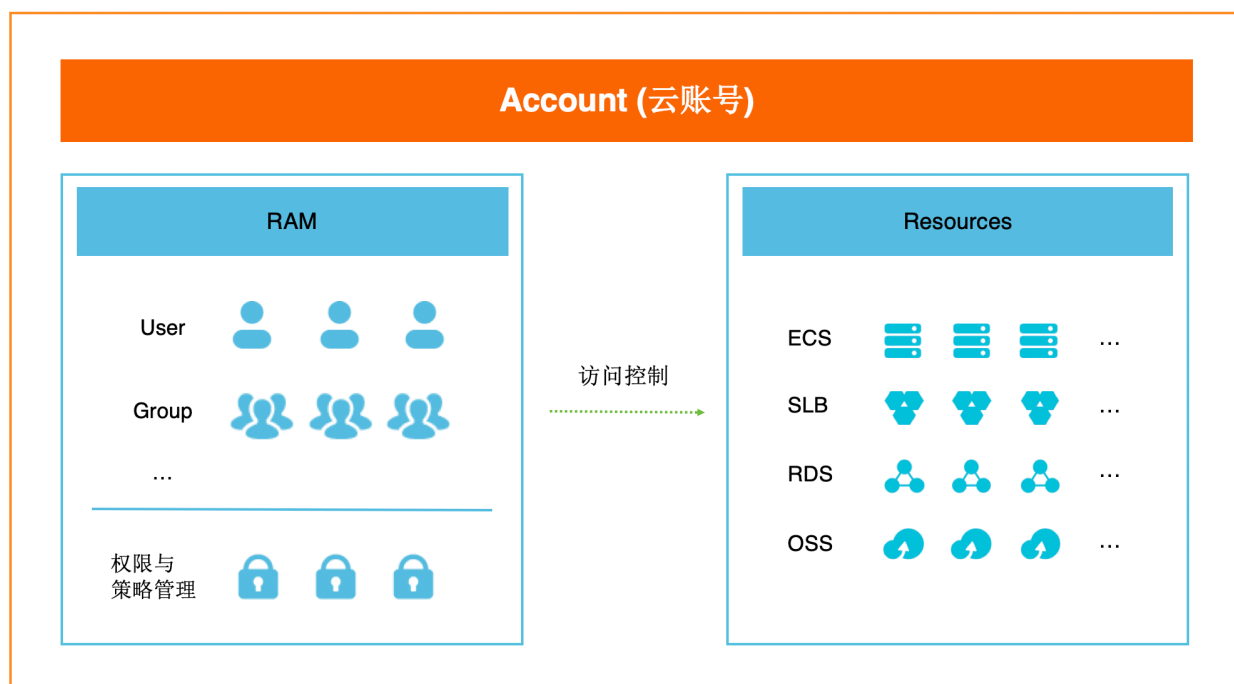 Account (云账号)
RAM
User
Group
...
权限与
策略管理
访问控制
Resources
ECS
...
SLB
...
RDS
...
OSS
...